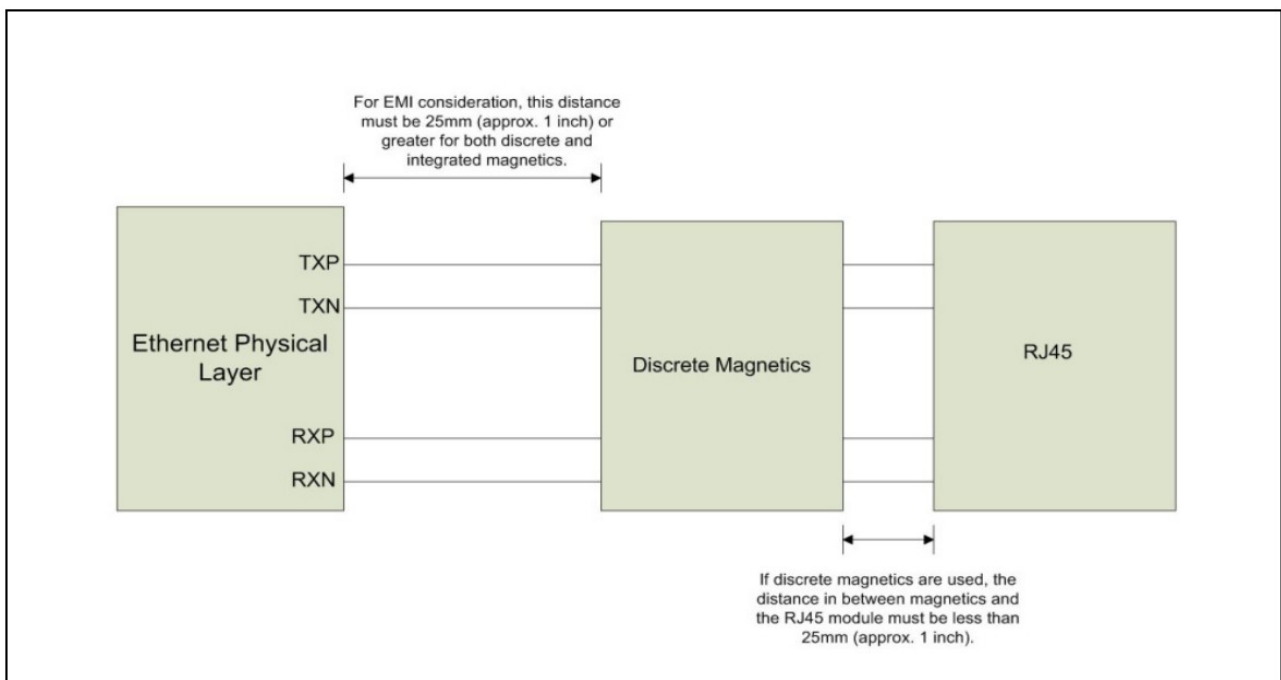 For EMI consideration, this distance
must be 25mm (approx. 1 inch) or
greater for both discrete and
integrated magnetics.
TXP
TXN
Ethernet Physical
Layer
RXP
RXN
Discrete Magnetics
RJ45
If discrete magnetics are used, the
distance in between magnetics and
the RJ45 module must be less than
25mm (approx. 1 inch).